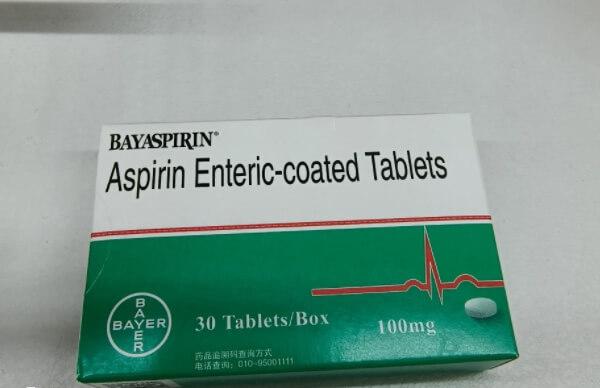 BAYASPIRIN®
Aspirin Enteric-coated Tablets
BAYER
BAYER
30 Tablets/Box
100mg
药品追溯码查询方式
电话查询：010-95001111